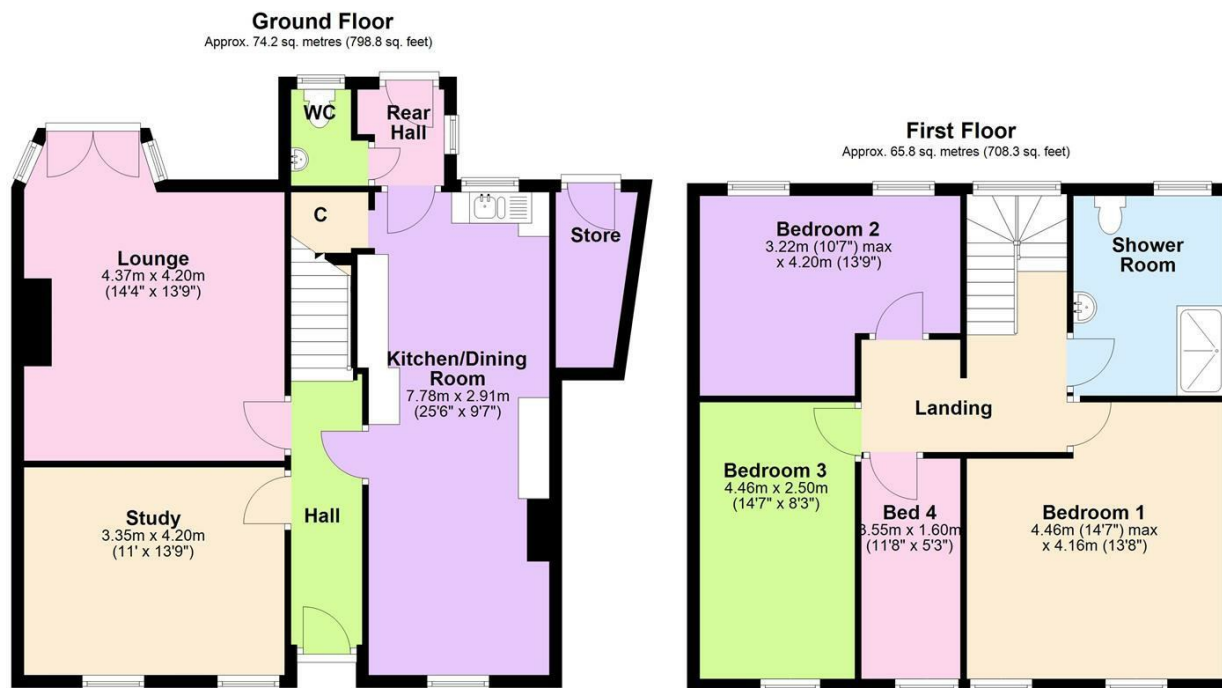 Ground Floor
Approx. 74.2 sq. metres (798.8 sq. feet)
WC
Rear
Hall
C
Store
Lounge
4.37m x 4.20m
(14'4" x 13'9")
Kitchen/Dining
Room
7.78m x 2.91m
(25'6" x 9'7")
Study
3.35m x 4.20m
(11' x 13'9")
Hall
First Floor
Approx. 65.8 sq. metres (708.3 sq. feet)
Bedroom 2
3.22m (10'7") max
x 4.20m (13'9")
Shower
Room
Landing
Bedroom 3
4.46m x 2.50m
(14'7" x 8'3")
Bed 4
3.55m x 1.60m
(11'8" x 5'3")
Bedroom 1
4.46m (14'7") max
x 4.16m (13'8")